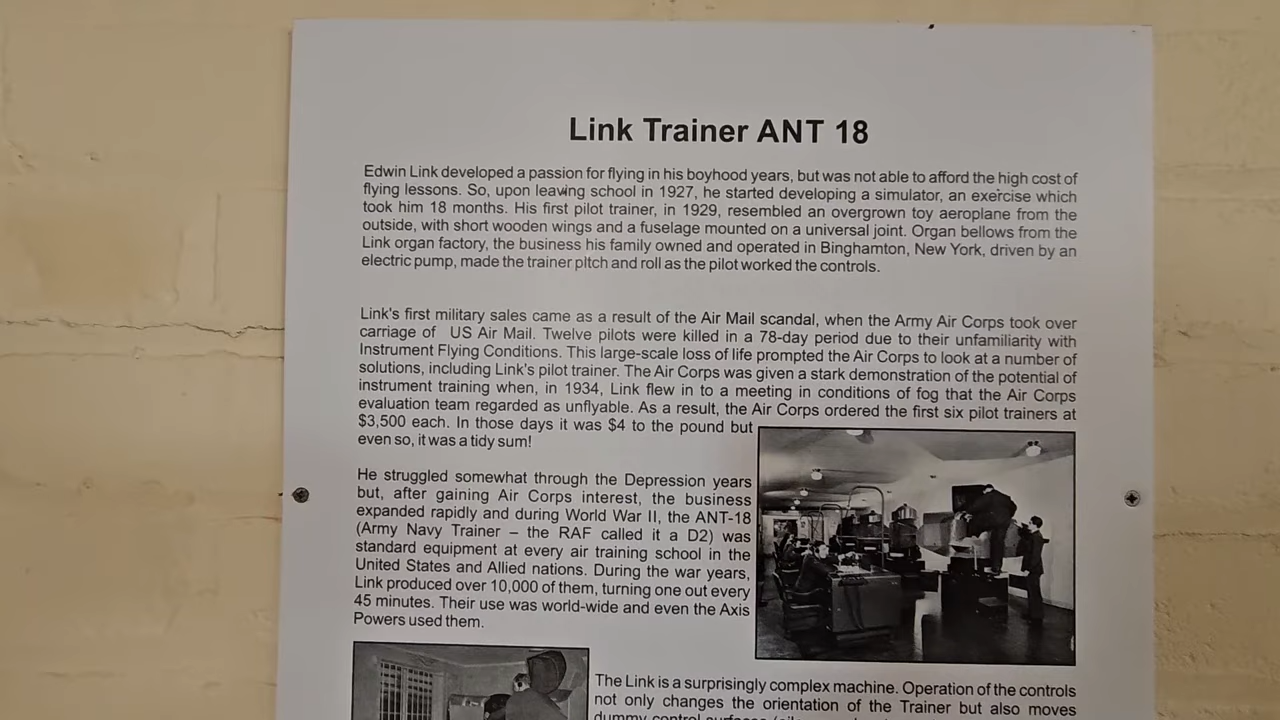 Link Trainer ANT 18
Edwin Link developed a passion for flying in his boyhood years, but was not able to afford the high cost of
flying lessons. So, upon leaving school in 1927, he started developing a simulator, an exercise which
took him 18 months. His first pilot trainer, in 1929, resembled an overgrown toy aeroplane from the
outside, with short wooden wings and a fuselage mounted on a universal joint. Organ bellows from the
Link organ factory, the business his family owned and operated in Binghamton, New York, driven by an
electric pump, made the trainer pitch and roll as the pilot worked the controls.
Link's first military sales came as a result of the Air Mail scandal, when the Army Air Corps took over
carriage of US Air Mail. Twelve pilots were killed in a 78-day period due to their unfamiliarity with
Instrument Flying Conditions. This large-scale loss of life prompted the Air Corps to look at a number of
solutions, including Link's pilot trainer. The Air Corps was given a stark demonstration of the potential of
instrument training when, in 1934, Link flew in to a meeting in conditions of fog that the Air Corps
evaluation team regarded as unflyable. As a result, the Air Corps ordered the first six pilot trainers at
$3,500 each. In those days it was $4 to the pound but
even so, it was a tidy sum!
He struggled somewhat through the Depression years
but, after gaining Air Corps interest, the business
expanded rapidly and during World War II, the ANT-18
(Army Navy Trainer – the RAF called it a D2) was
standard equipment at every air training school in the
United States and Allied nations. During the war years,
Link produced over 10,000 of them, turning one out every
45 minutes. Their use was world-wide and even the Axis
Powers used them.
The Link is a surprisingly complex machine. Operation of the controls
not only changes the orientation of the Trainer but also moves
dummy control surfaces